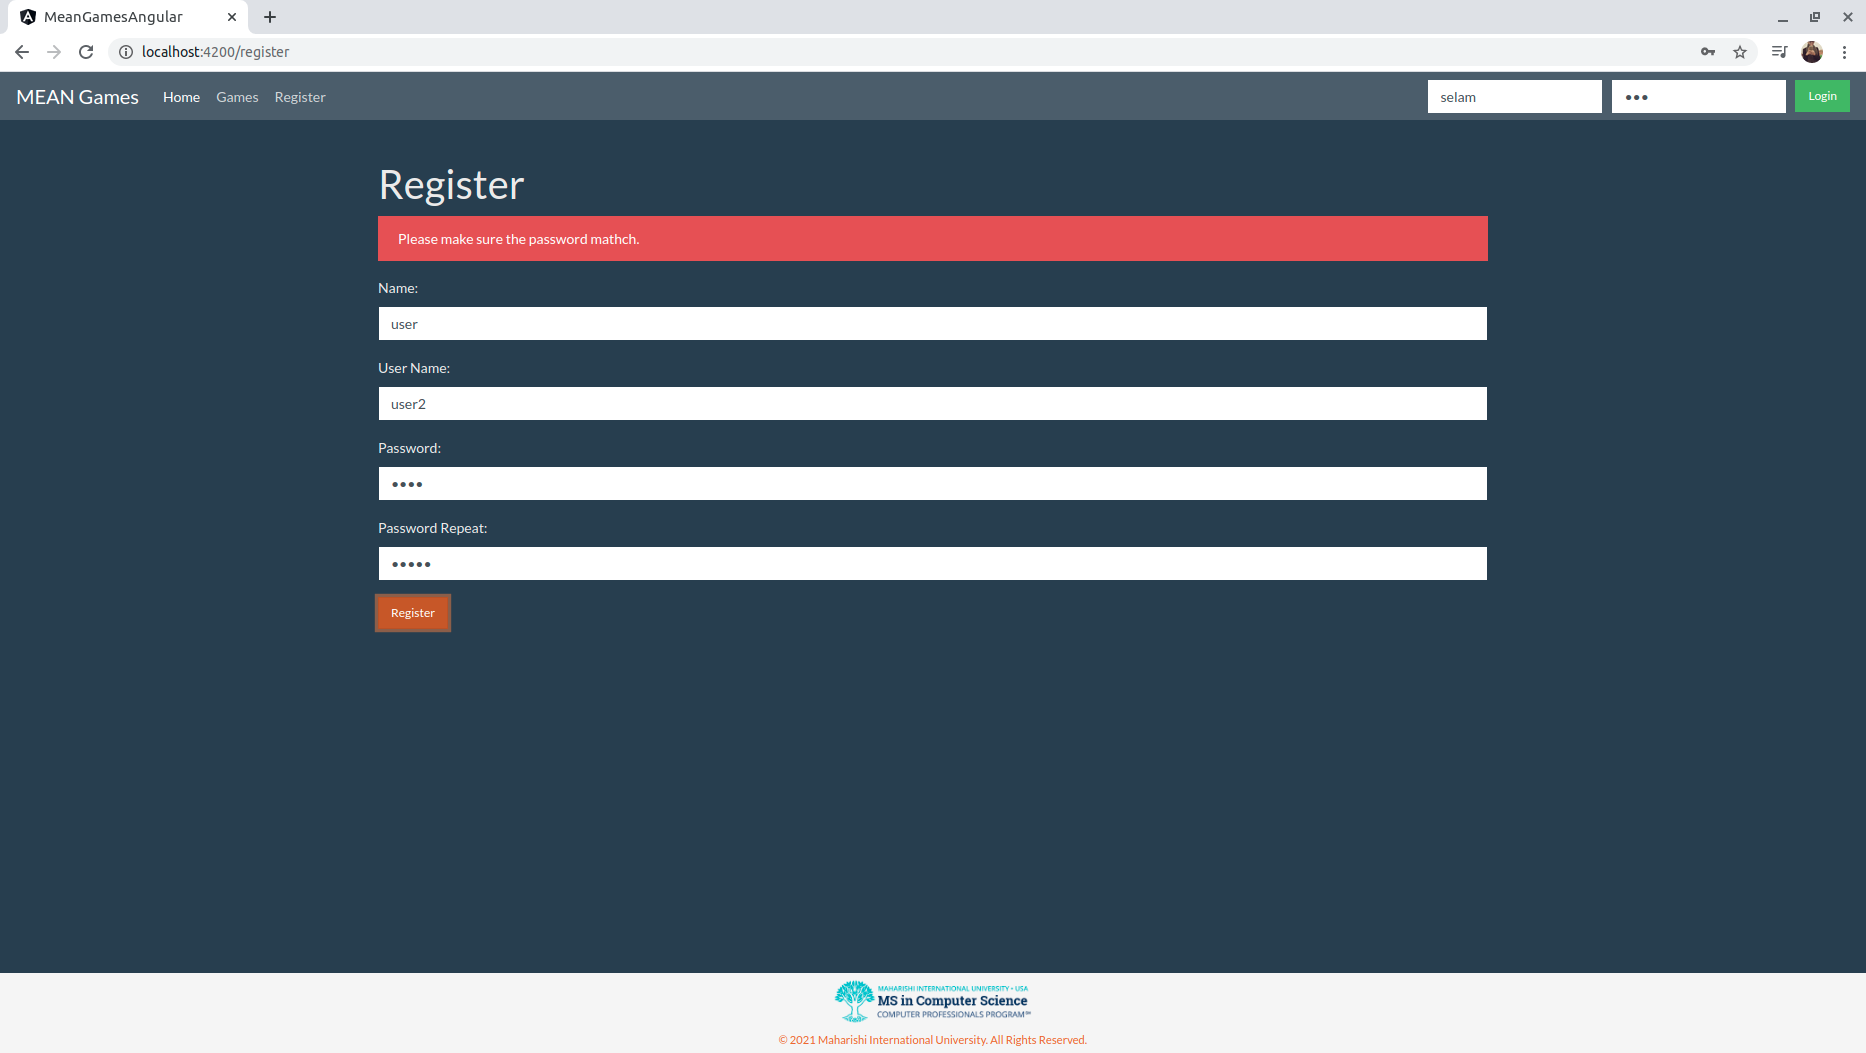 MeanGamesAngular
localhost:4200/register
MEAN Games Home Games Register selam ••• Login
Register
Please make sure the password mathch.
Name:
user
User Name:
user2
Password:
••••
Password Repeat:
•••••
Register
MAHARISHI INTERNATIONAL UNIVERSITY • USA
MS in Computer Science
COMPUTER PROFESSIONALS PROGRAM℠
© 2021 Maharishi International University. All Rights Reserved.